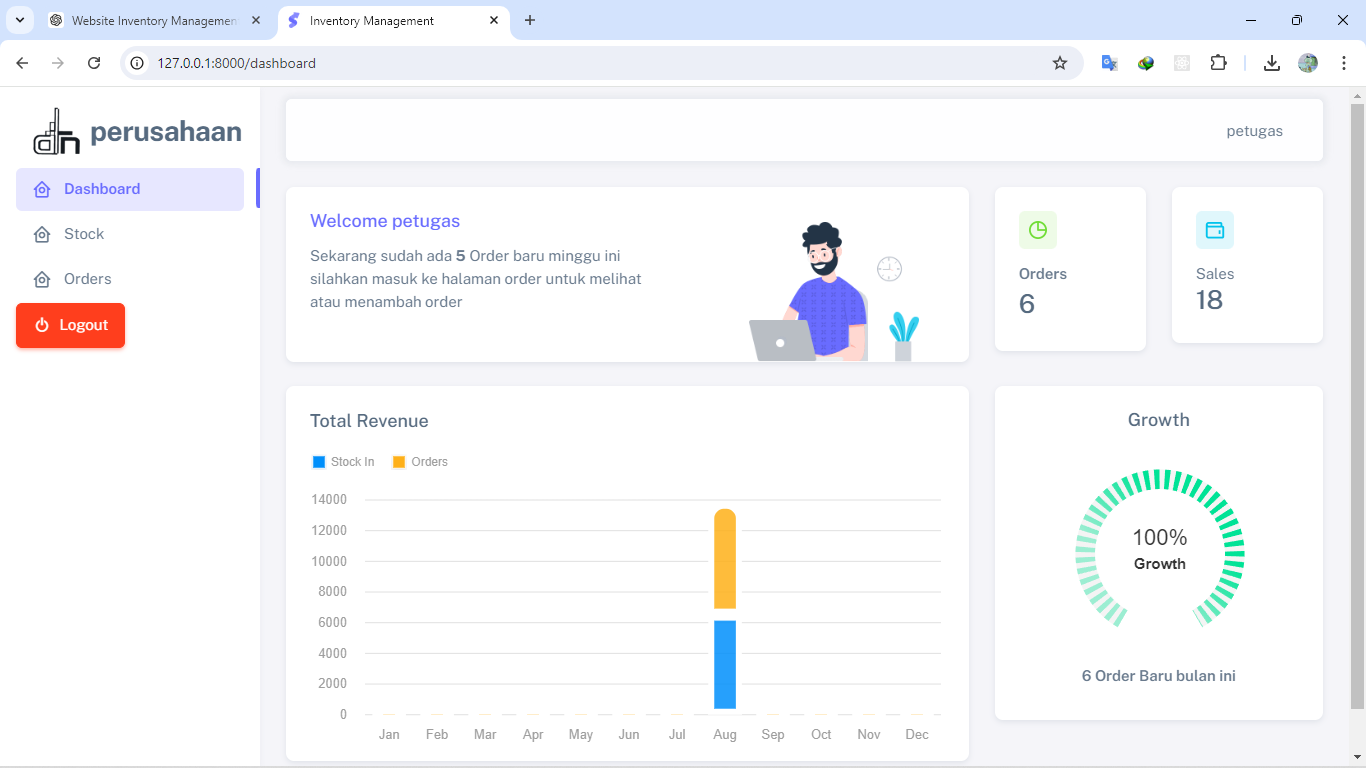 Website Inventory Managemen
Inventory Management
127.0.0.1:8000/dashboard
dn perusahaan
Dashboard
Stock
Orders
Logout
petugas
Welcome petugas
Sekarang sudah ada 5 Order baru minggu ini
silahkan masuk ke halaman order untuk melihat
atau menambah order
Orders
6
Sales
18
Total Revenue
Stock In Orders
14000
12000
10000
8000
6000
4000
2000
0
Jan Feb Mar Apr May Jun Jul Aug Sep Oct Nov Dec
Growth
100%
Growth
6 Order Baru bulan ini